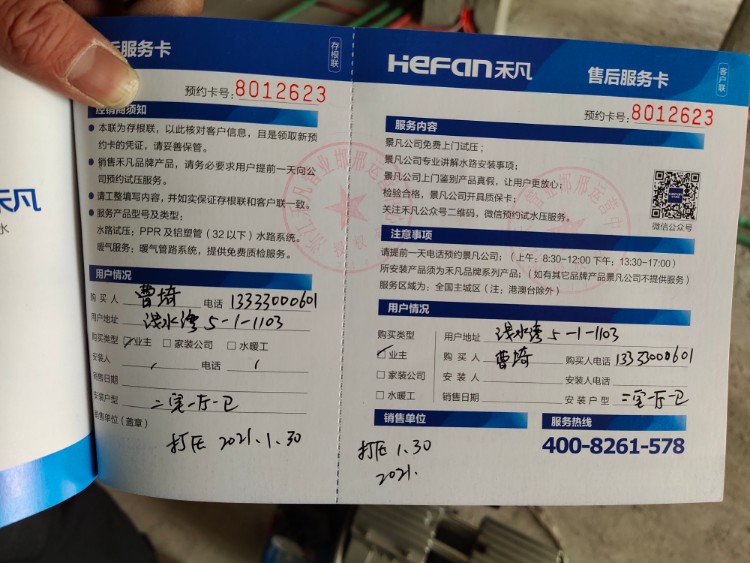 禾凡
水
后服务卡
存根联
预约卡号:8012623
经销商须知
● 本联为存根联，以此核对客户信息，且是领取新预
约卡的凭证，请妥善保管。
● 销售禾凡品牌产品，请务必要求用户提前一天向公
司预约试压服务。
● 请工整填写内容，并如实保证存根联和客户联一致。
● 服务产品型号及类型:
水路试压: PPR 及铝塑管（32 以下）水路系统。
暖气服务: 暖气管路系统，提供免费质检服务。
用户情况
购 买 人 曹琦 电话 13333000601
用户地址 浅水湾 5-1-1103
购买类型 ☑业主 □家装公司 □水暖工
安装人 / 电话 /
销售日期
安装户型 二室一厅一卫
销售单位（盖章）
打压 2021.1.30
HeFan禾凡
售后服务卡
客户联
预约卡号:8012623
服务内容
景凡公司免费上门试压；
景凡公司专业讲解水路安装事项；
景凡公司上门鉴别产品真假，让用户更放心；
检验合格，景凡公司开具质保卡；
关注禾凡公众号二维码，微信预约试水压服务。
微信公众号
注意事项
请提前一天电话预约景凡公司；（上午: 8:30-12:00 下午: 13:30-17:00）
所安装产品须为禾凡品牌系列产品；（如有其它品牌产品景凡公司不提供服务）
服务区域为: 全国主城区（注: 港澳台除外）
用户情况
购买类型 用户地址 浅水湾 5-1-1103
☑业主 购 买 人 曹琦 购买人电话 13333000601
□家装公司 安 装 人 安装人电话
□水暖工 销售日期 安 装 户 型 二室一厅一卫
销售单位 服务热线
400-8261-578
打压 1.30
2021.